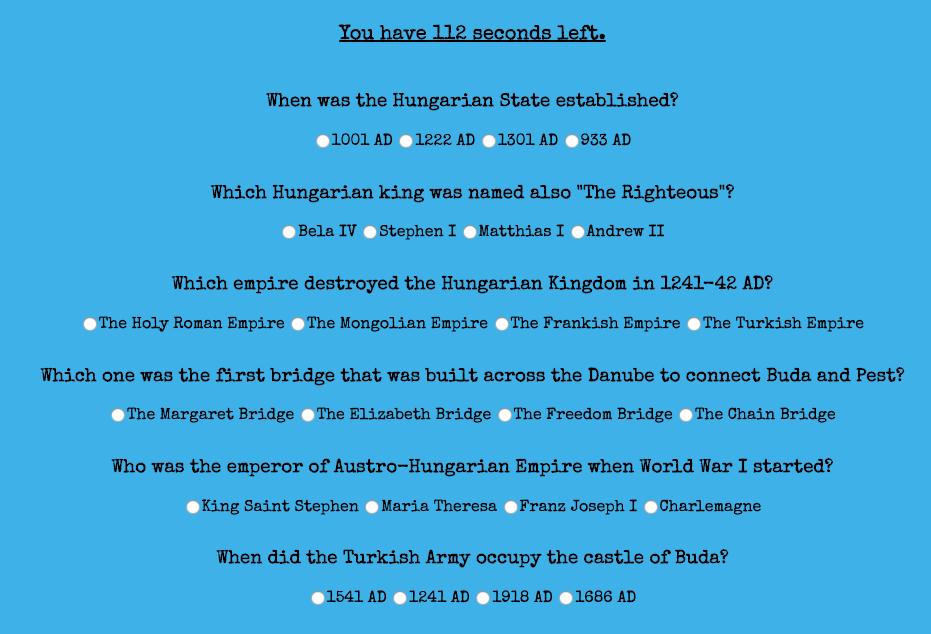 You have 112 seconds left.
When was the Hungarian State established?
1001 AD 1222 AD 1301 AD 933 AD
Which Hungarian king was named also "The Righteous"?
Bela IV Stephen I Matthias I Andrew II
Which empire destroyed the Hungarian Kingdom in 1241-42 AD?
The Holy Roman Empire The Mongolian Empire The Frankish Empire The Turkish Empire
Which one was the first bridge that was built across the Danube to connect Buda and Pest?
The Margaret Bridge The Elizabeth Bridge The Freedom Bridge The Chain Bridge
Who was the emperor of Austro-Hungarian Empire when World War I started?
King Saint Stephen Maria Theresa Franz Joseph I Charlemagne
When did the Turkish Army occupy the castle of Buda?
1541 AD 1241 AD 1918 AD 1686 AD